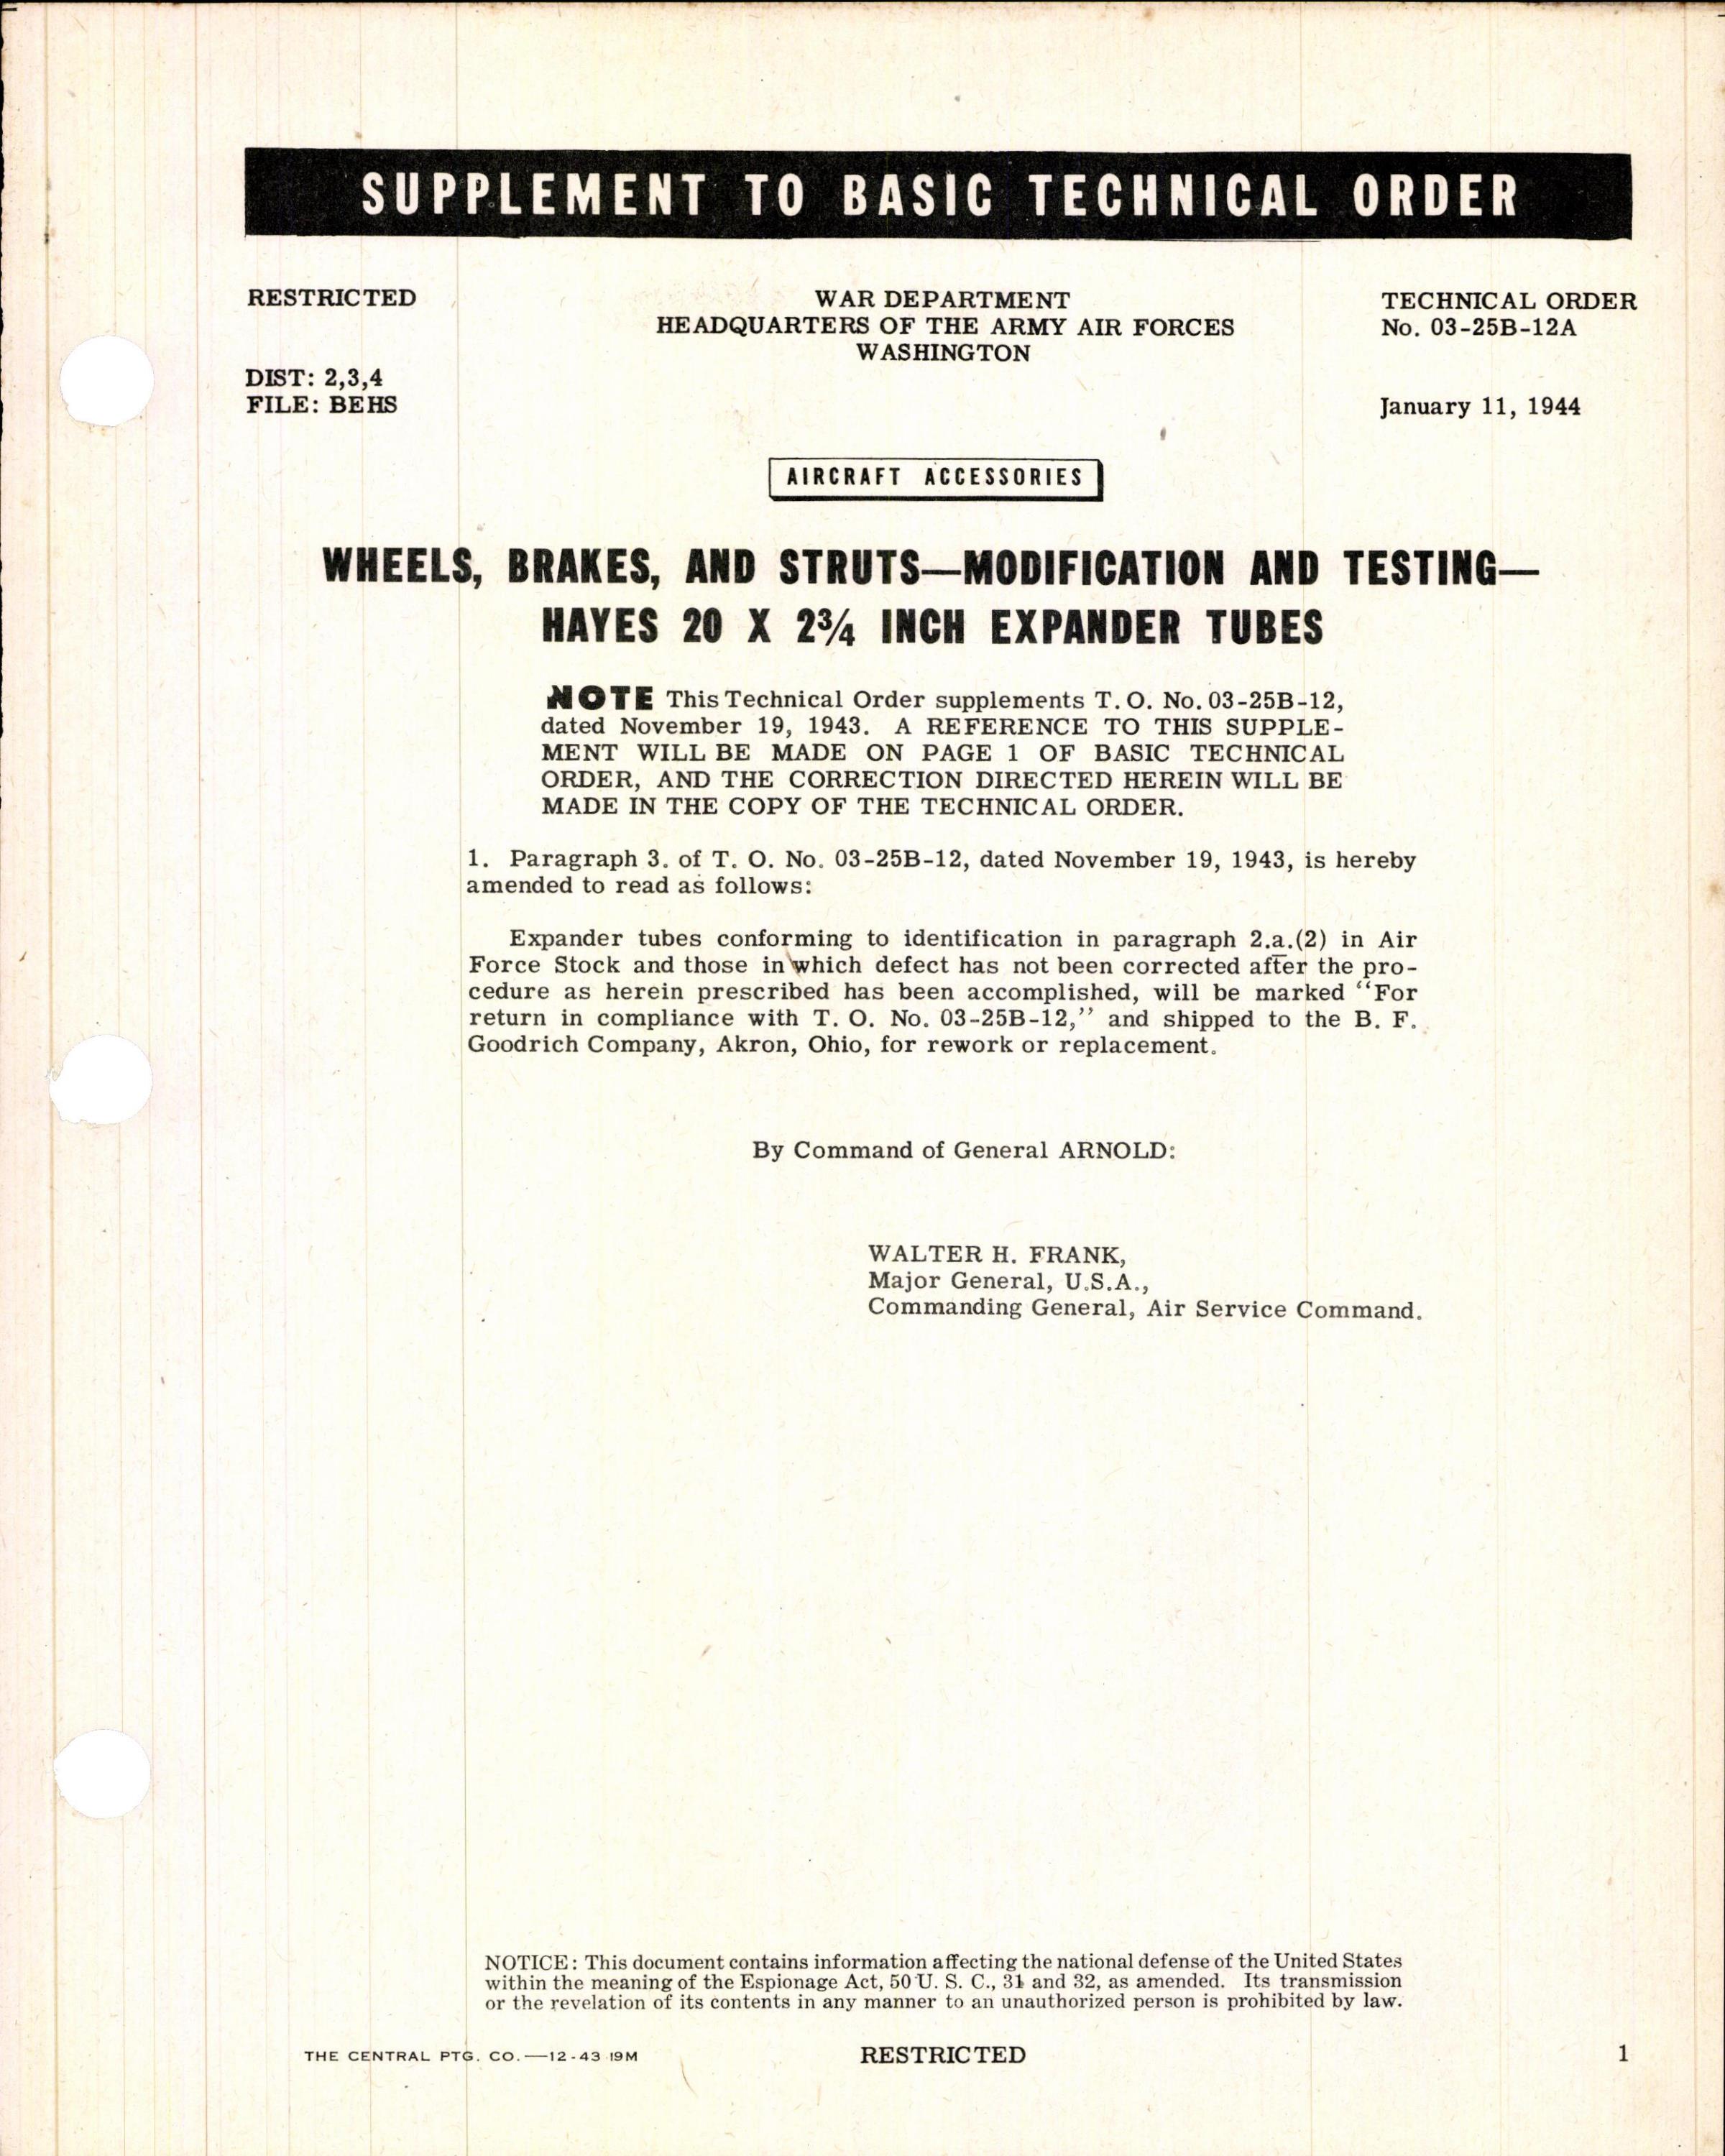 SUPPLEMENT TO BASIC TECHNICAL ORDER
RESTRICTED
DIST: 2,3,4
FILE: BEHS
WAR DEPARTMENT
HEADQUARTERS OF THE ARMY AIR FORCES
WASHINGTON
TECHNICAL ORDER
No. 03-25B-12A
January 11, 1944
AIRCRAFT ACCESSORIES
WHEELS, BRAKES, AND STRUTS—MODIFICATION AND TESTING—
HAYES 20 X 2¾ INCH EXPANDER TUBES
NOTE This Technical Order supplements T. O. No. 03-25B-12,
dated November 19, 1943. A REFERENCE TO THIS SUPPLE-
MENT WILL BE MADE ON PAGE 1 OF BASIC TECHNICAL
ORDER, AND THE CORRECTION DIRECTED HEREIN WILL BE
MADE IN THE COPY OF THE TECHNICAL ORDER.
1. Paragraph 3. of T. O. No. 03-25B-12, dated November 19, 1943, is hereby
amended to read as follows:
Expander tubes conforming to identification in paragraph 2.a.(2) in Air
Force Stock and those in which defect has not been corrected after the pro-
cedure as herein prescribed has been accomplished, will be marked "For
return in compliance with T. O. No. 03-25B-12," and shipped to the B. F.
Goodrich Company, Akron, Ohio, for rework or replacement.
By Command of General ARNOLD:
WALTER H. FRANK,
Major General, U.S.A.,
Commanding General, Air Service Command.
NOTICE: This document contains information affecting the national defense of the United States
within the meaning of the Espionage Act, 50 U. S. C., 31 and 32, as amended. Its transmission
or the revelation of its contents in any manner to an unauthorized person is prohibited by law.
THE CENTRAL PTG. CO.—12-43 19M
RESTRICTED
1